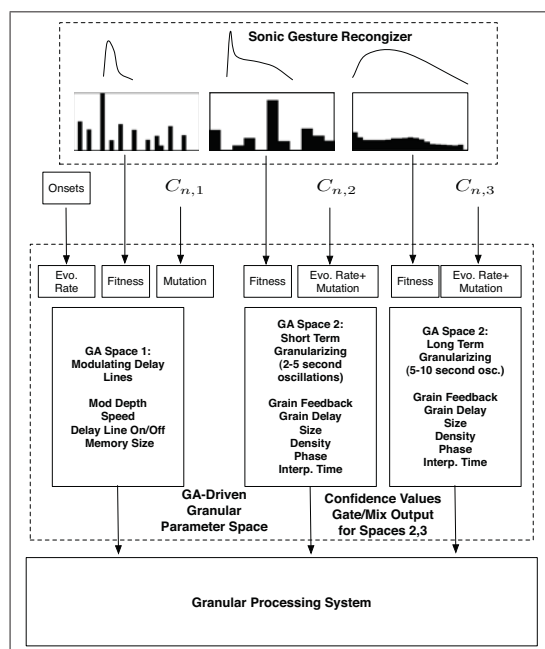 Sonic Gesture Recongizer
Onsets
C_{n,1}
C_{n,2}
C_{n,3}
Evo.
Rate
Fitness
Mutation
Fitness
Evo. Rate+
Mutation
Fitness
Evo. Rate+
Mutation
GA Space 1:
Modulating Delay
Lines
Mod Depth
Speed
Delay Line On/Off
Memory Size
GA Space 2:
Short Term
Granularizing
(2-5 second
oscillations)
Grain Feedback
Grain Delay
Size
Density
Phase
Interp. Time
GA Space 2:
Long Term
Granularizing
(5-10 second osc.)
Grain Feedback
Grain Delay
Size
Density
Phase
Interp. Time
GA-Driven
Granular
Parameter Space
Confidence Values
Gate/Mix Output
for Spaces 2,3
Granular Processing System